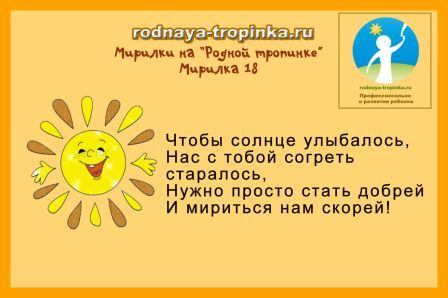 rodnaya-tropinka.ru
Мирилки на "Родной тропинке"
Мирилка 18
rodnaya-tropinka.ru
Профессионально
о развитии ребенка
Чтобы солнце улыбалось,
Нас с тобой согреть
старалось,
Нужно просто стать добрей
И мириться нам скорей!